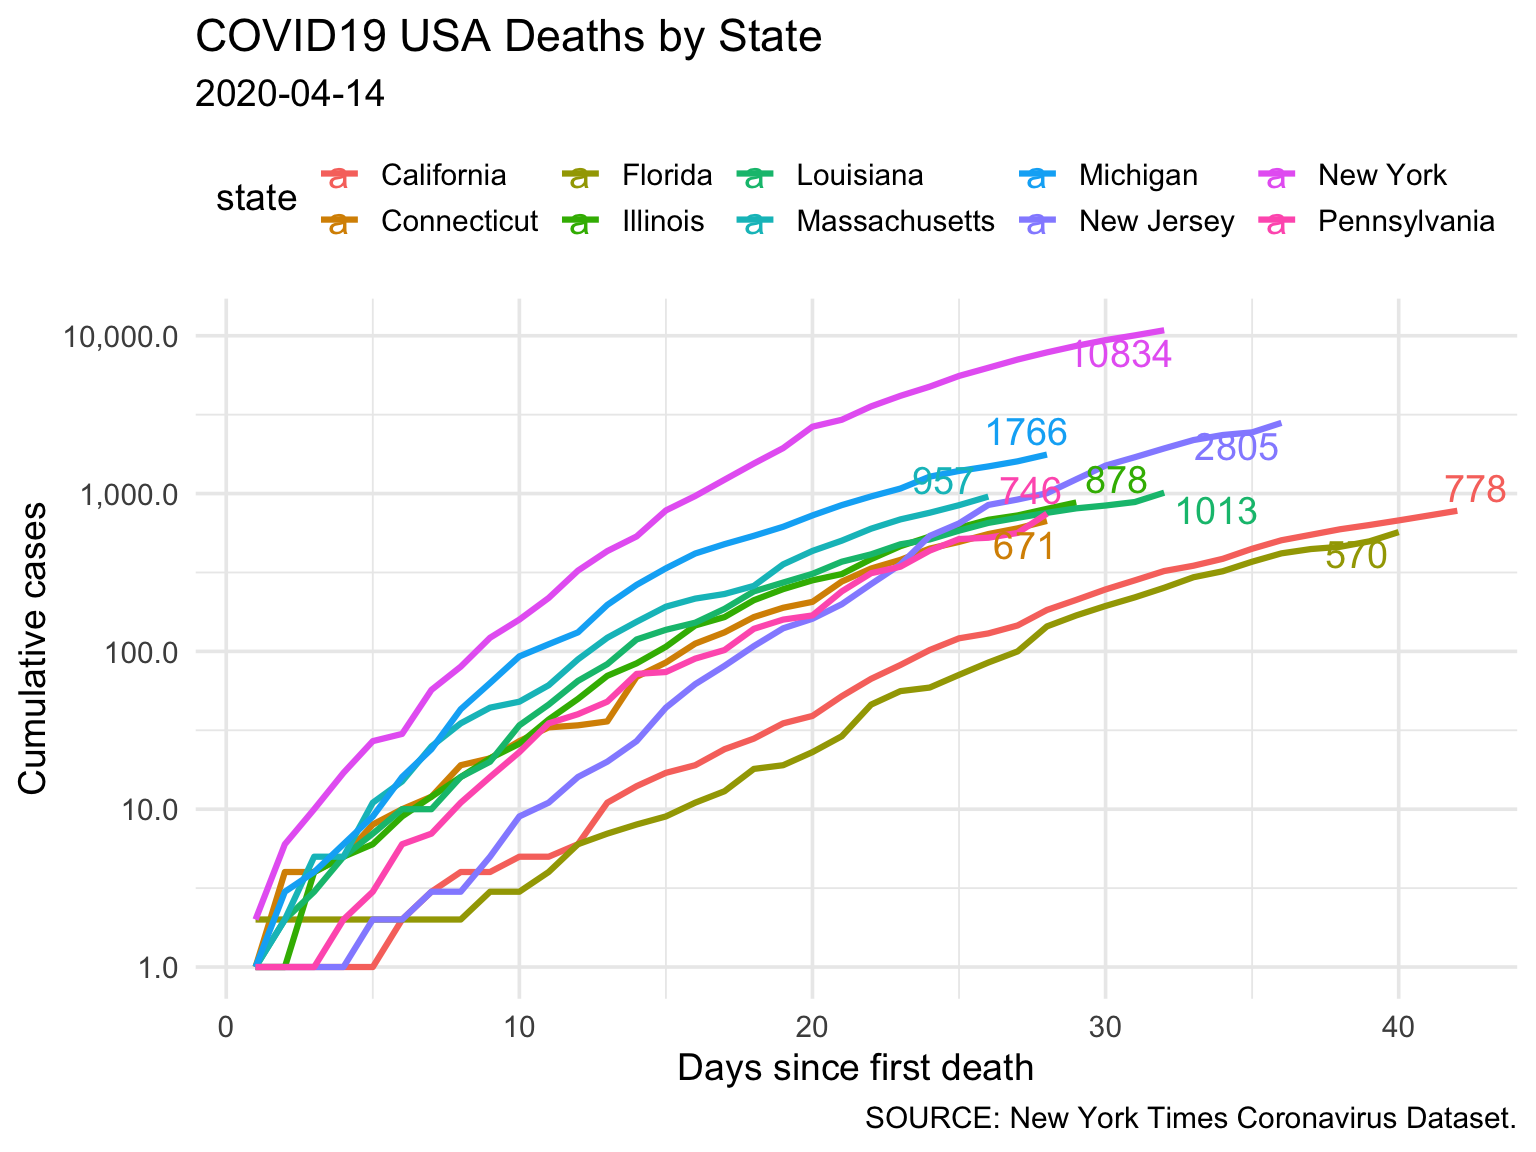 COVID19 USA Deaths by State
2020-04-14
state
a California a Florida a Louisiana a Michigan a New York
a Connecticut a Illinois a Massachusetts a New Jersey a Pennsylvania
Cumulative cases
10,000.0
1,000.0
100.0
10.0
1.0
10834
1766
2805
957
746
878
778
1013
671
570
0 10 20 30 40
Days since first death
SOURCE: New York Times Coronavirus Dataset.